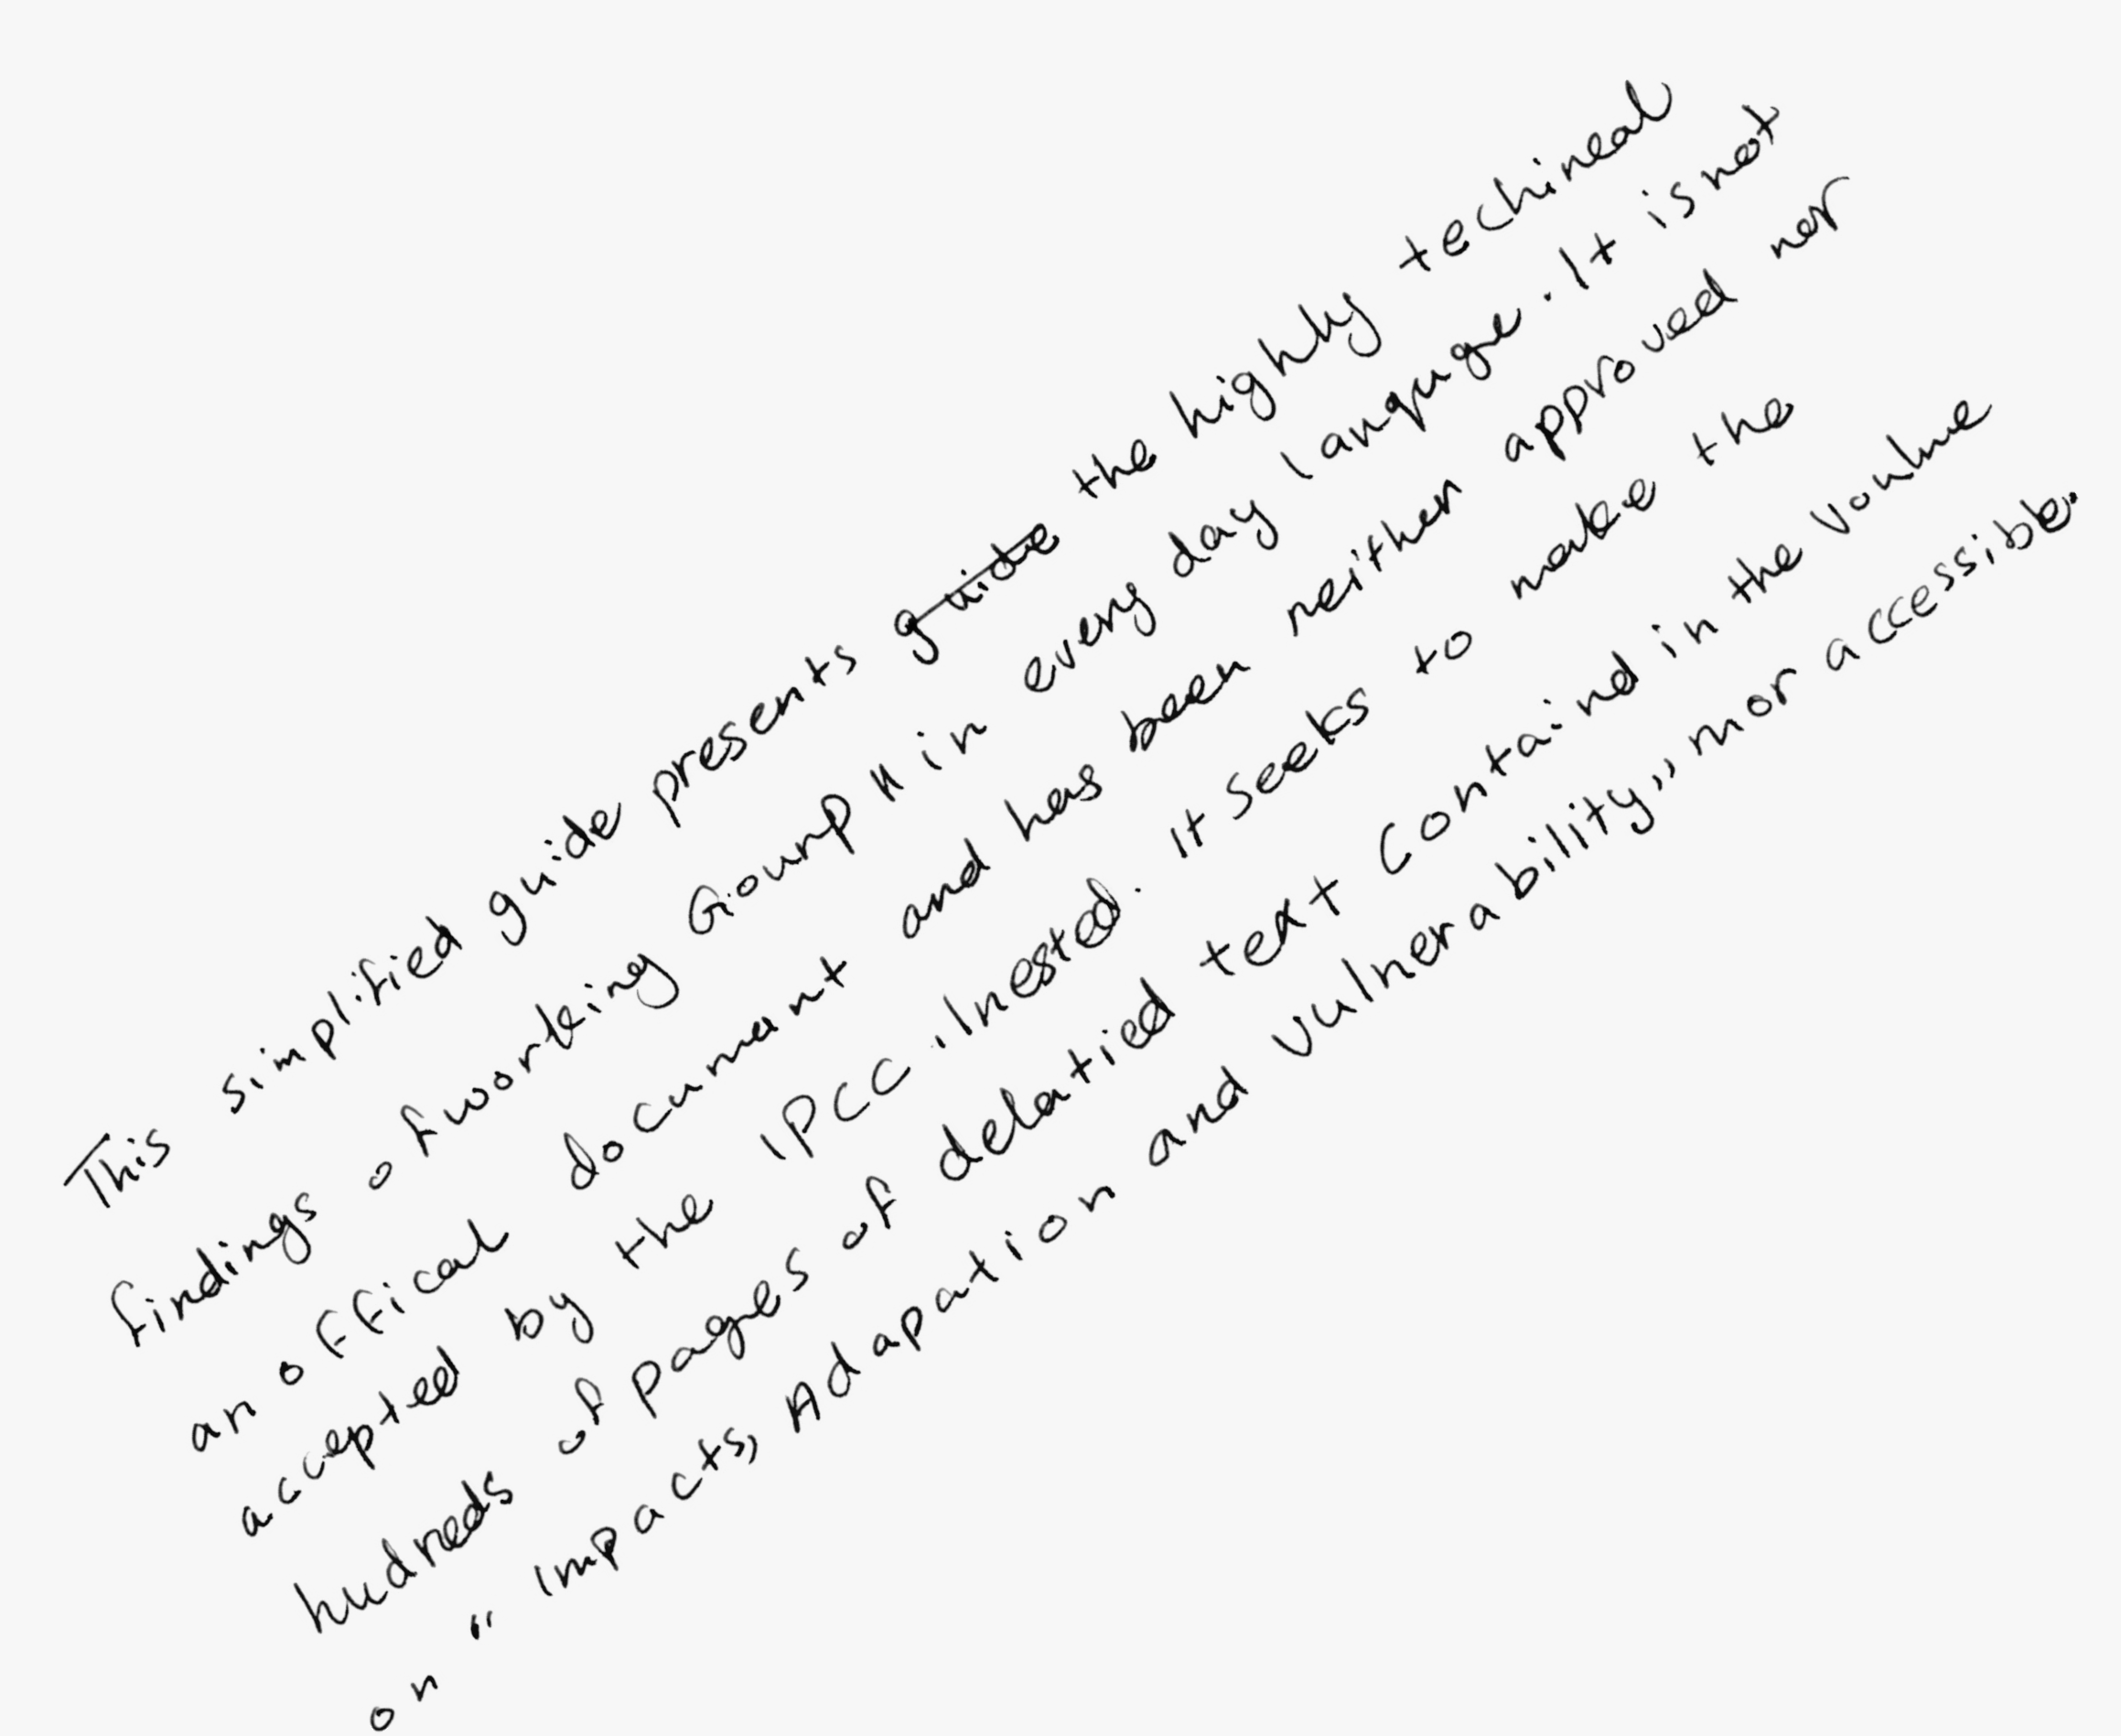 This simplified guide presents guide the highly techineal
findings of working Gourp II in every day languge. It is not
an offical document and has been neither approved nor
accepted by the IPCC. Inested. It seeks to make the
hudreds of pages of delatied text Contained in the Voulme
on "Impacts, Adapation and Vulnerability," mor accessible.